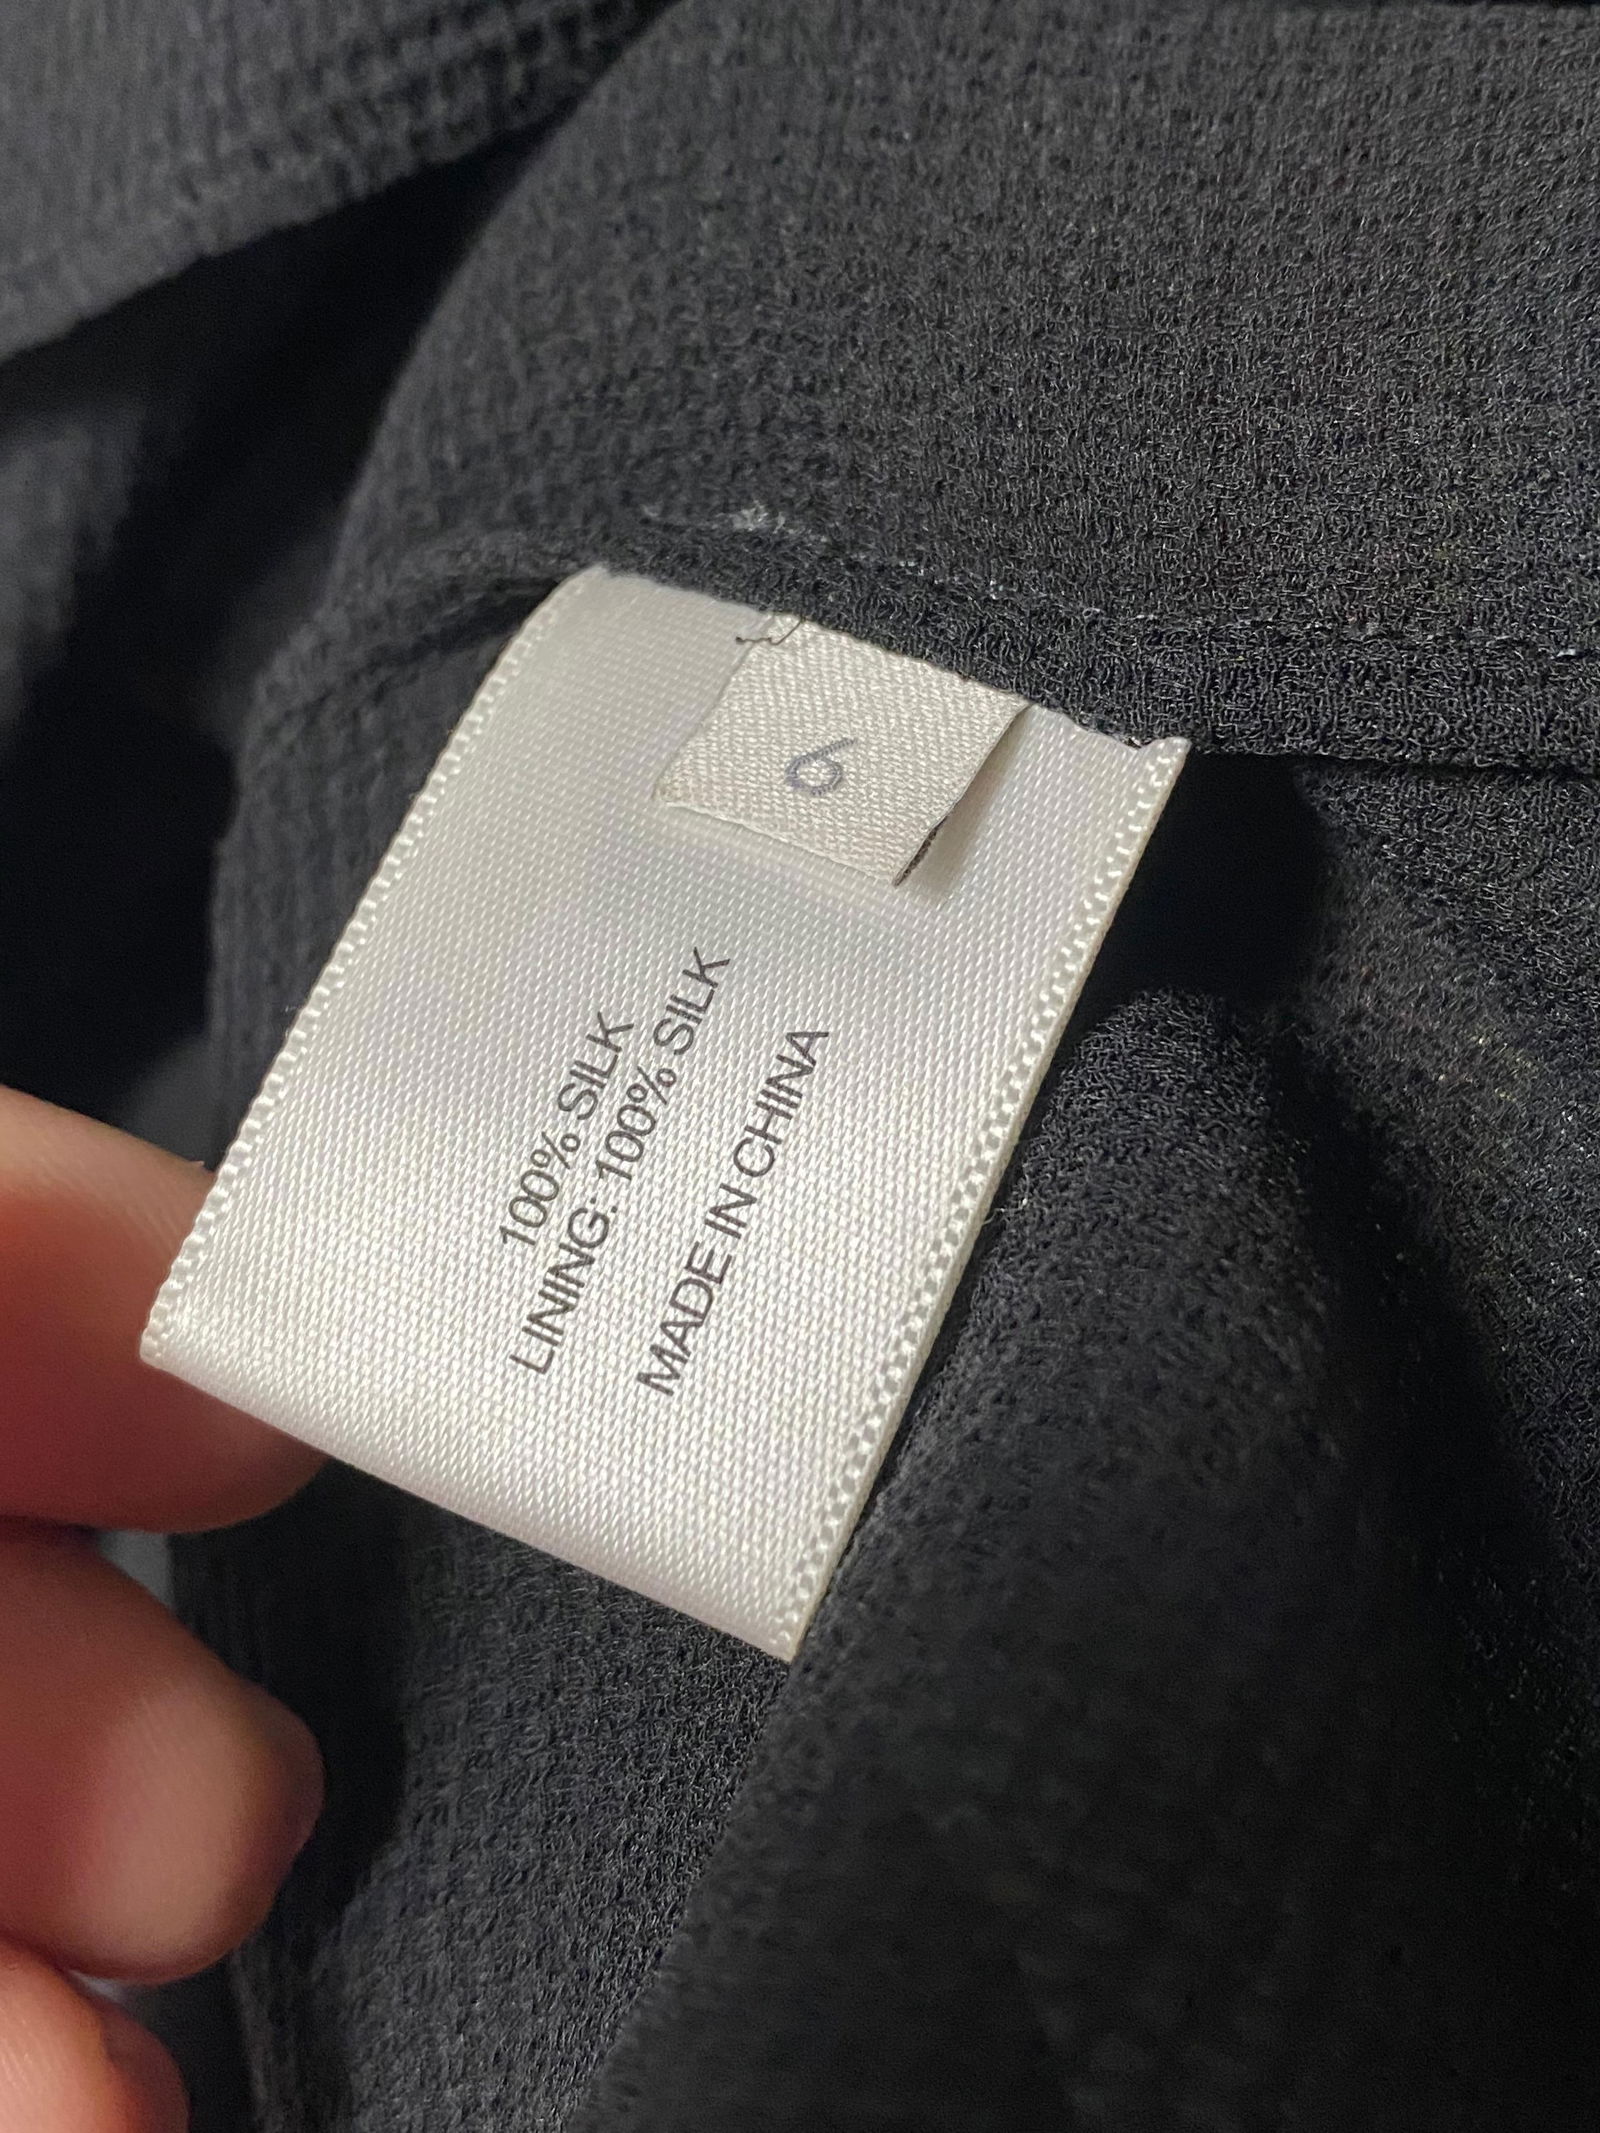 6
100% SILK
LINING: 100% SILK
MADE IN CHINA